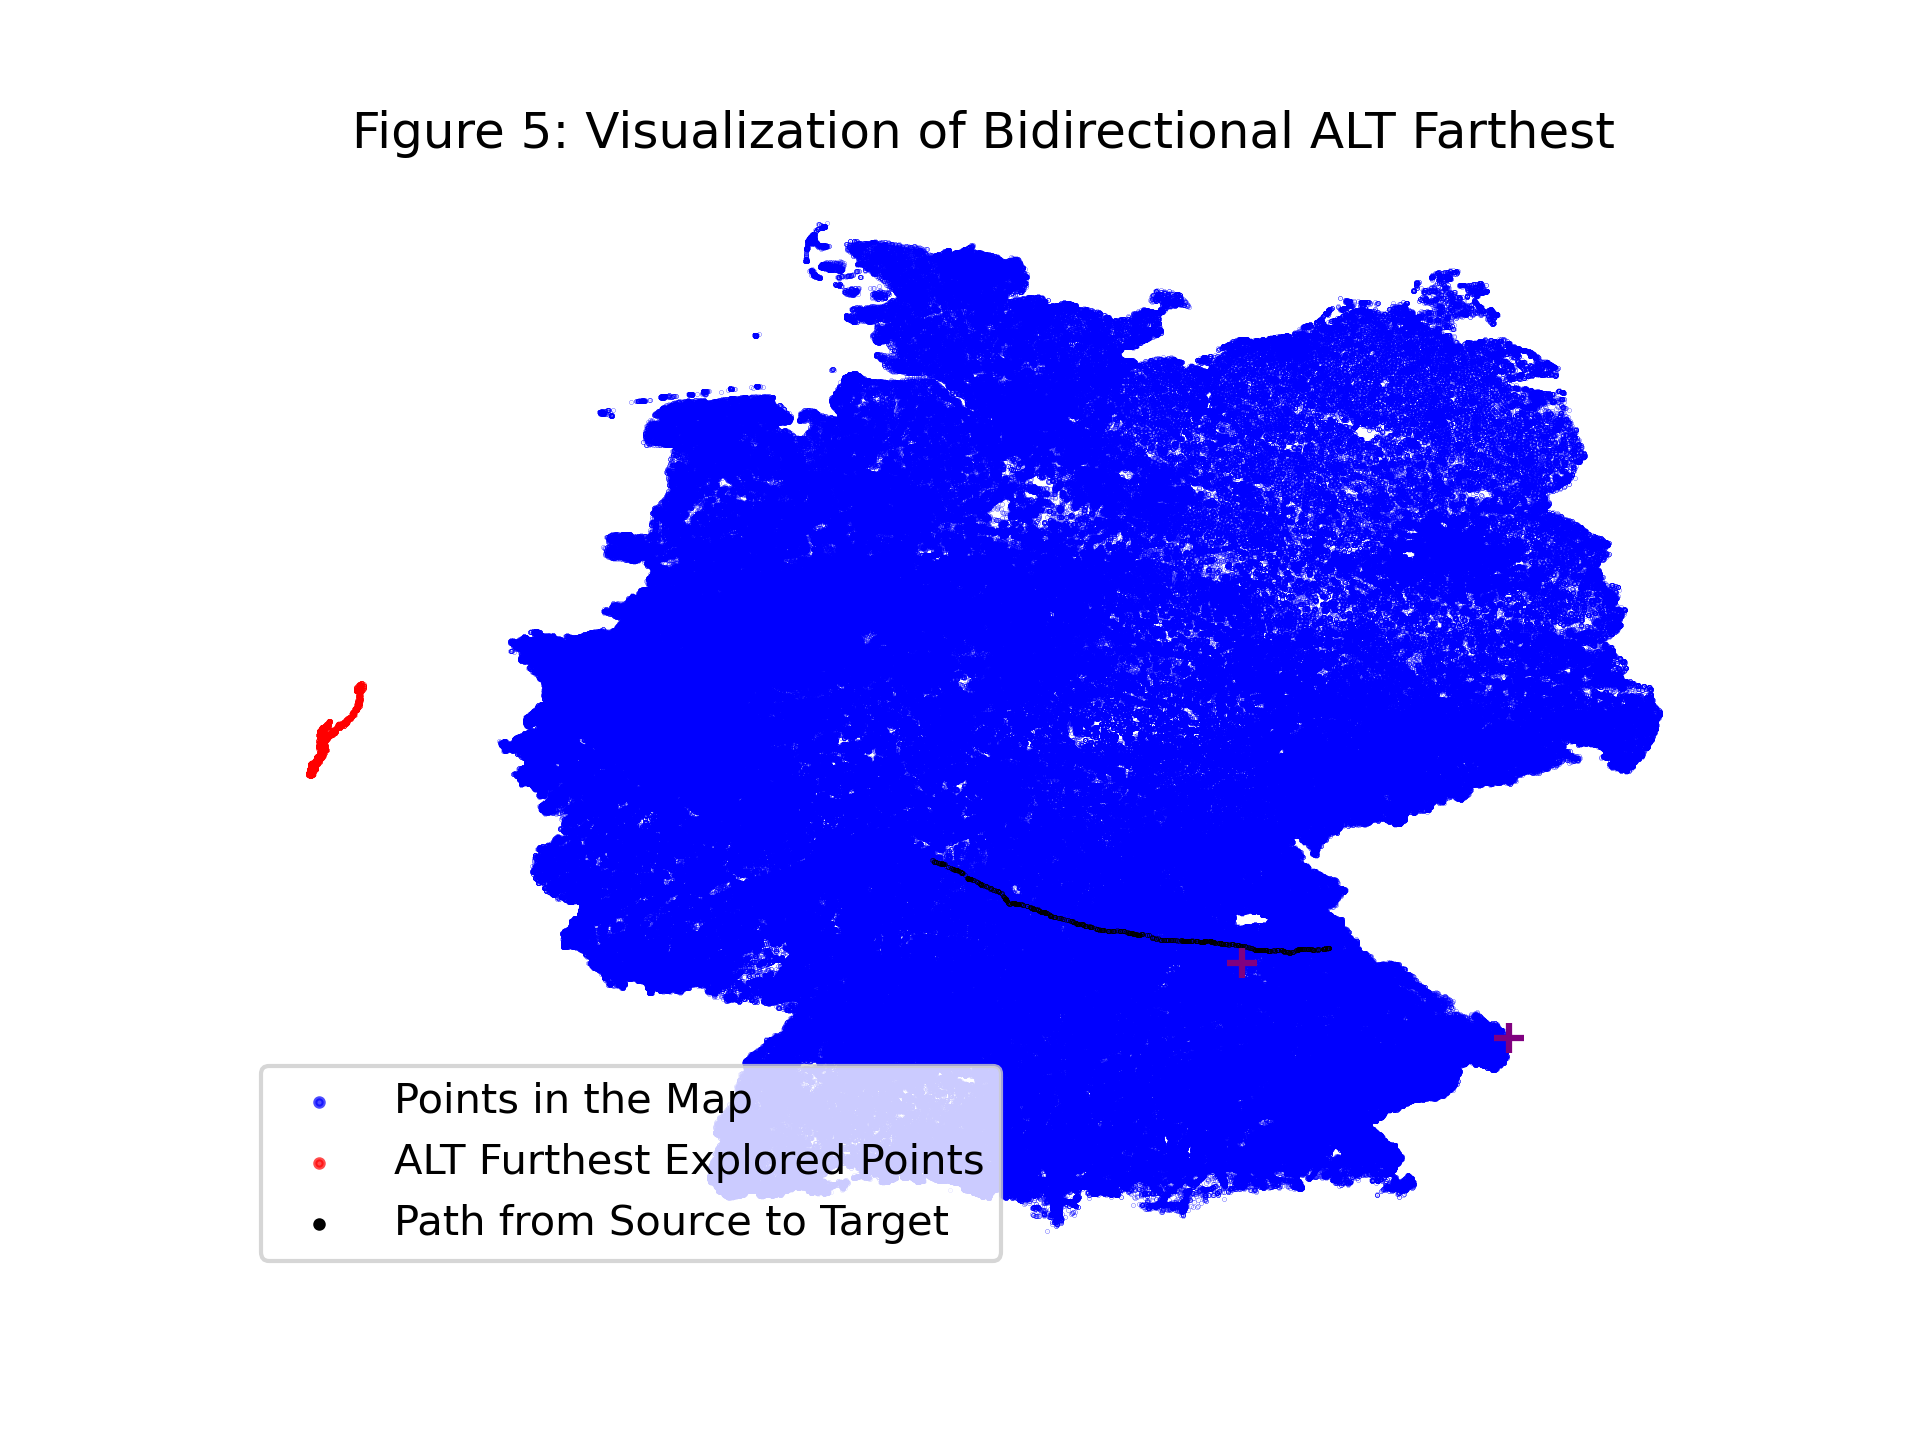 Figure 5: Visualization of Bidirectional ALT Farthest
Points in the Map
ALT Furthest Explored Points
Path from Source to Target